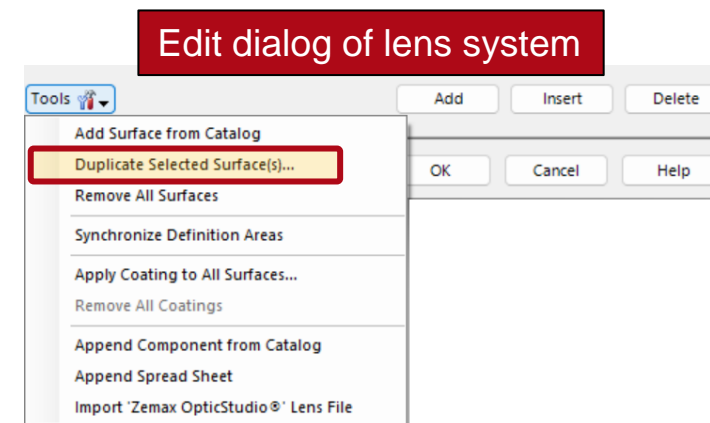 Edit dialog of lens system
Tools
Add Insert Delete
Add Surface from Catalog
Duplicate Selected Surface(s)...
OK Cancel Help
Remove All Surfaces
Synchronize Definition Areas
Apply Coating to All Surfaces...
Remove All Coatings
Append Component from Catalog
Append Spread Sheet
Import 'Zemax OpticStudio®' Lens File